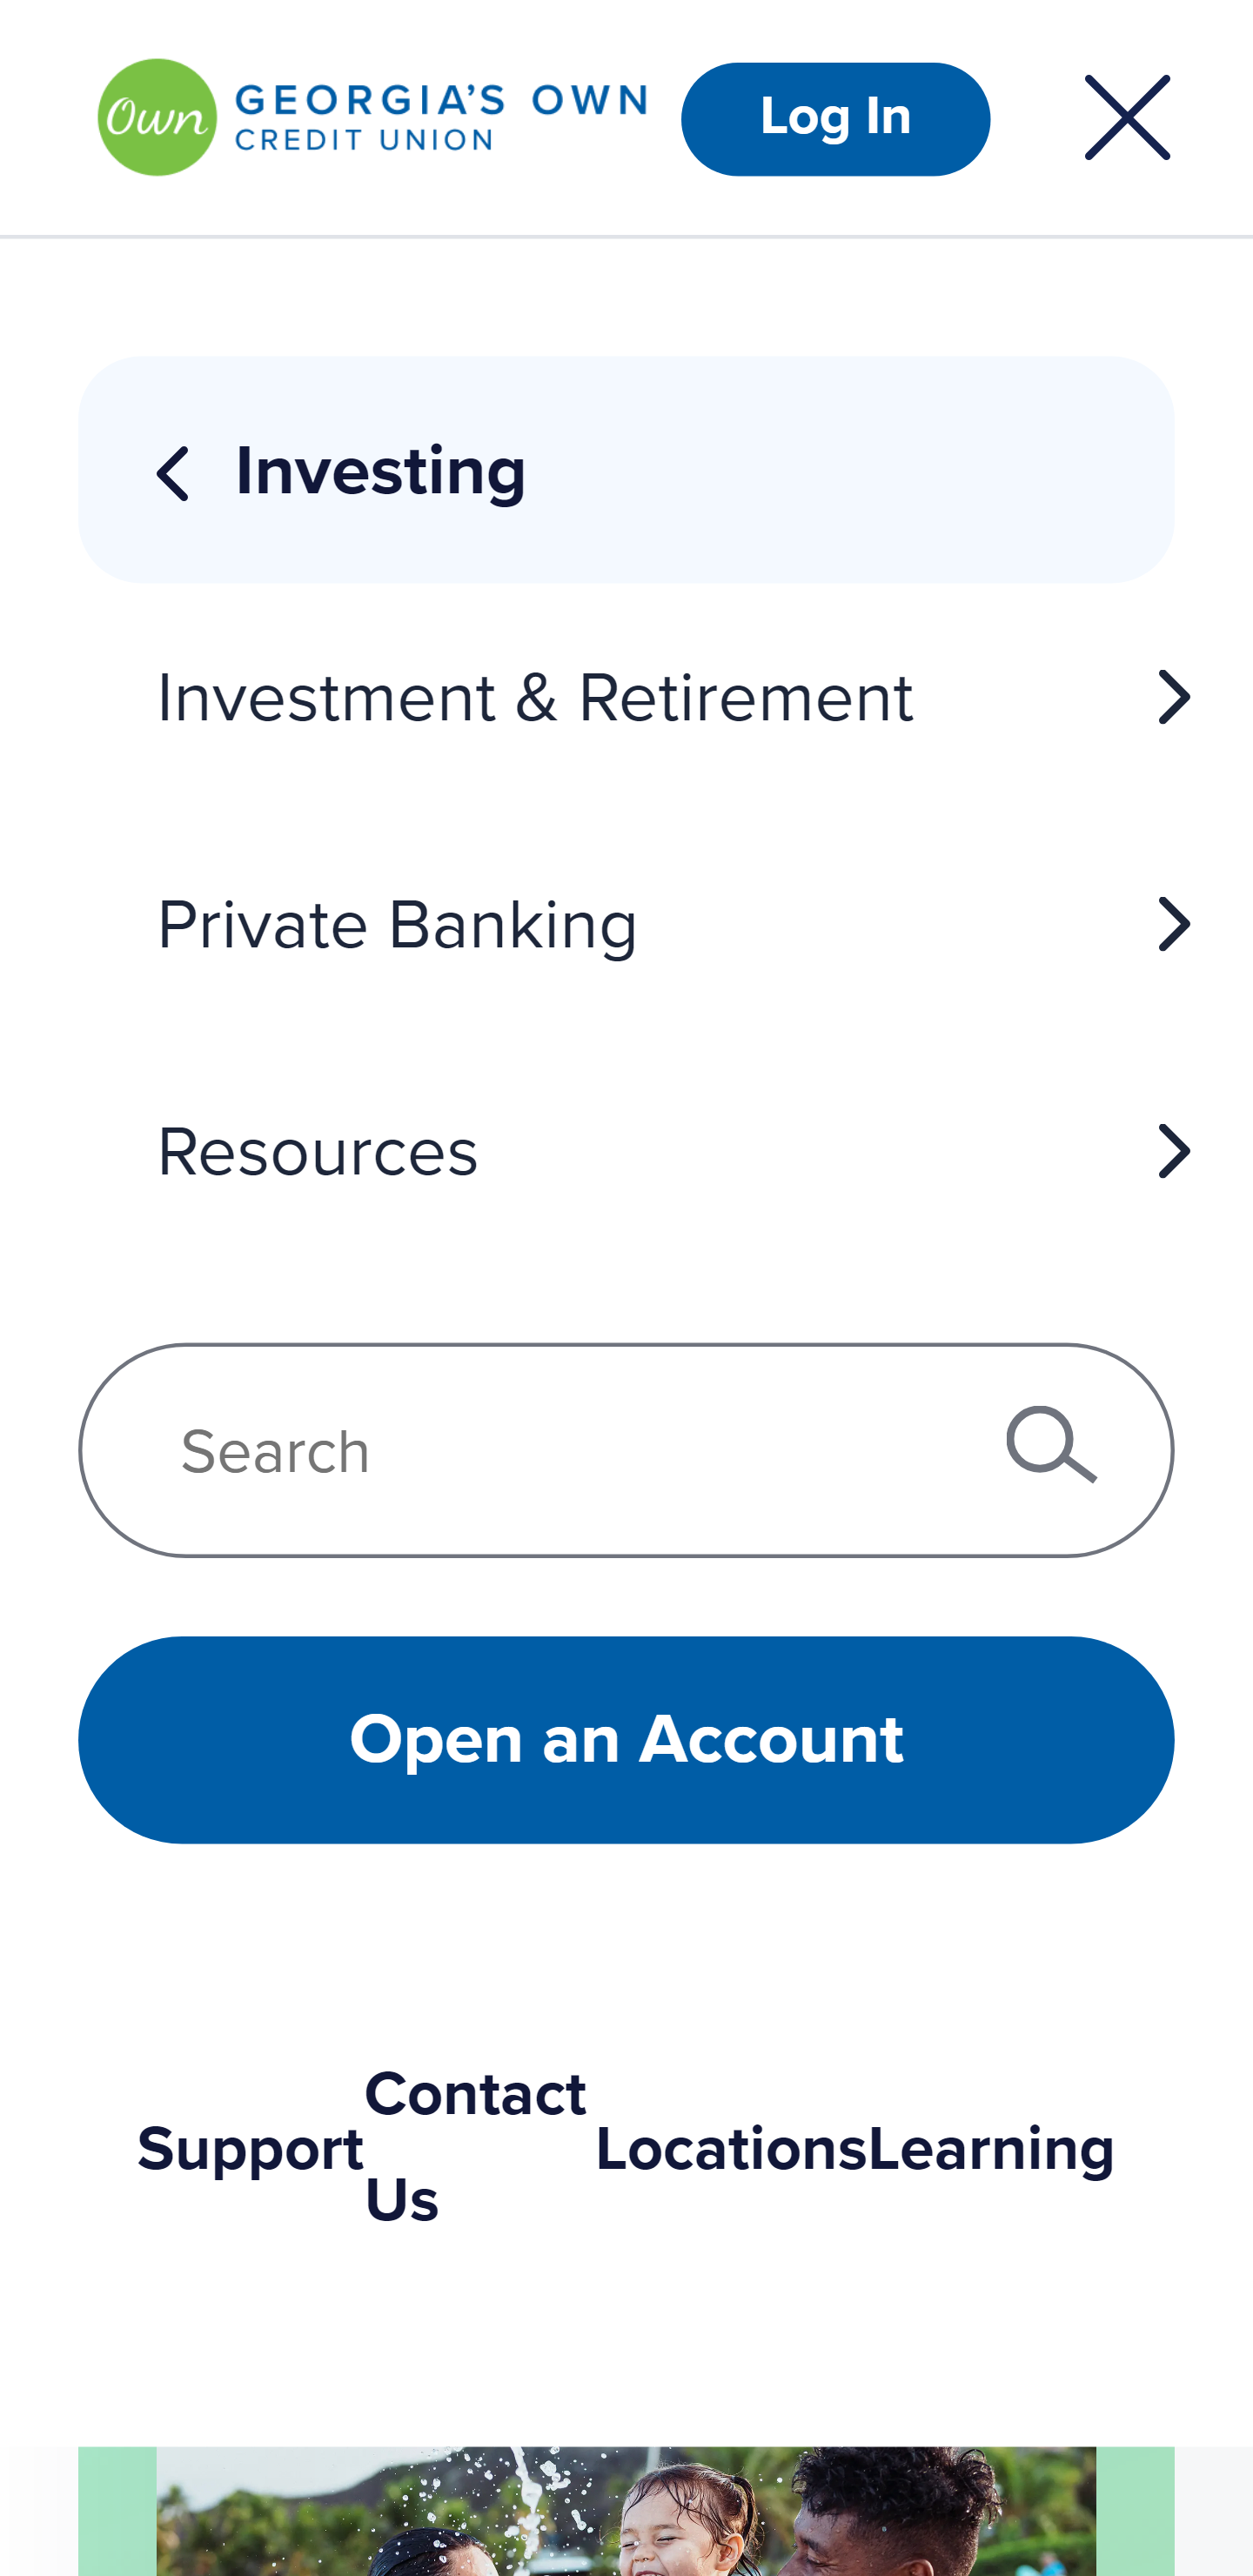 Own
GEORGIA'S OWN
CREDIT UNION
Log In
Investing
Investment & Retirement
Private Banking
Resources
Search
Open an Account
Support
Contact
Us
Locations
Learning